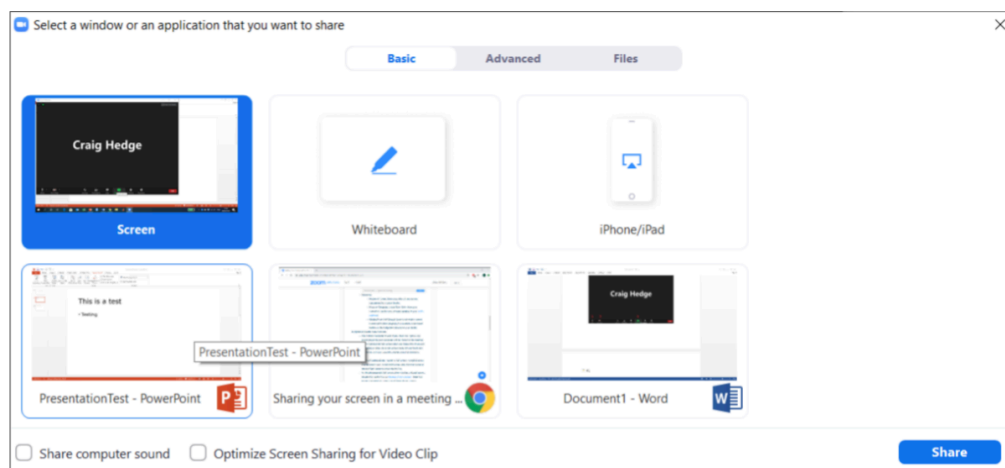 Select a window or an application that you want to share
Basic Advanced Files
Craig Hedge
Screen
Whiteboard
iPhone/iPad
This is a test
• Testing
Craig Hedge
PresentationTest - PowerPoint
PresentationTest - PowerPoint
Sharing your screen in a meeting ...
Document1 - Word
Share computer sound
Optimize Screen Sharing for Video Clip
Share